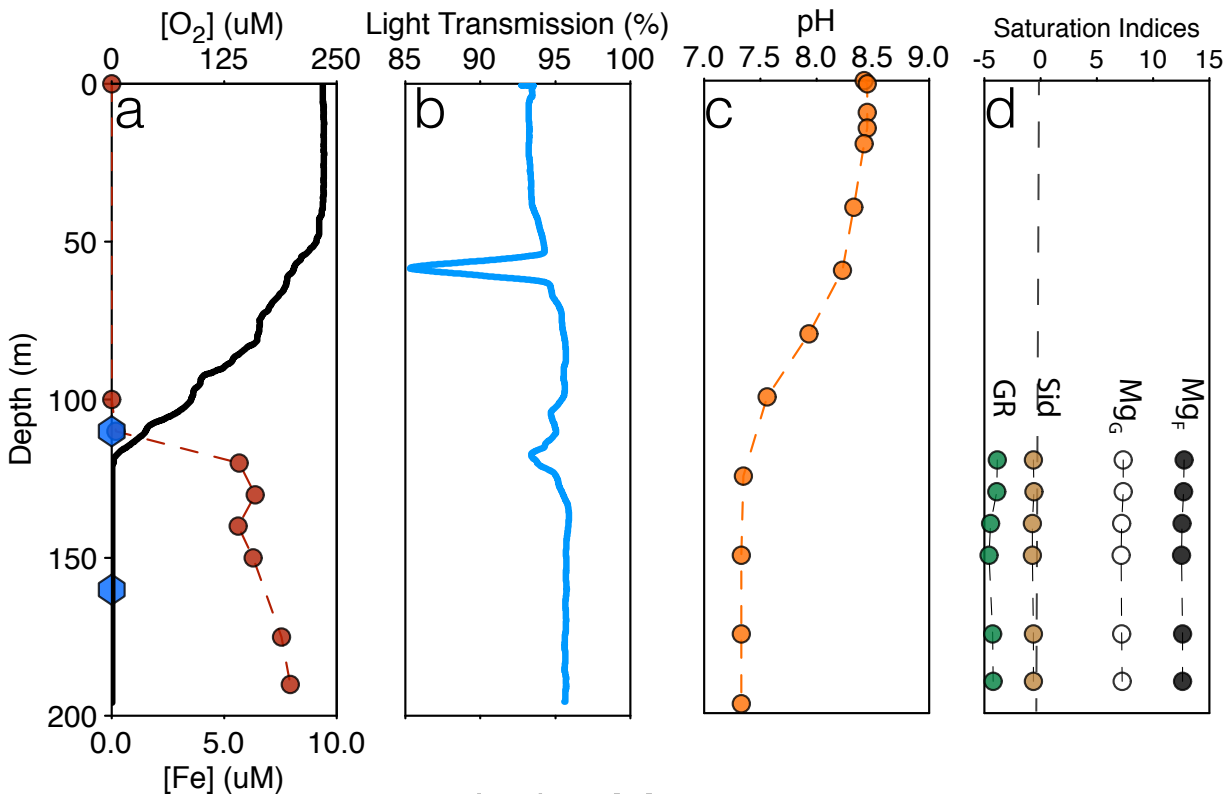 [O2] (uM)
0 125 250
Light Transmission (%)
85 90 95 100
pH
7.0 7.5 8.0 8.5 9.0
Saturation Indices
-5 0 5 10 15
a
b
c
d
Depth (m)
0
50
100
150
200
GR
Sid
MgG
MgF
0.0 5.0 10.0
[Fe] (uM)